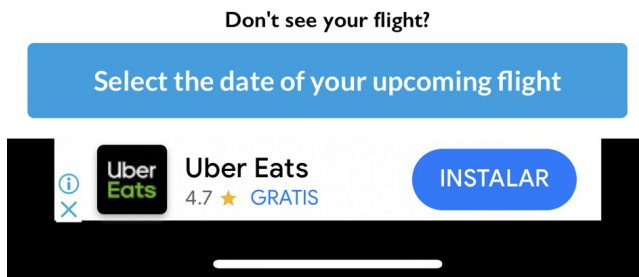 Don't see your flight?
Select the date of your upcoming flight
Uber
Eats
Uber Eats
4.7 ★ GRATIS
INSTALAR